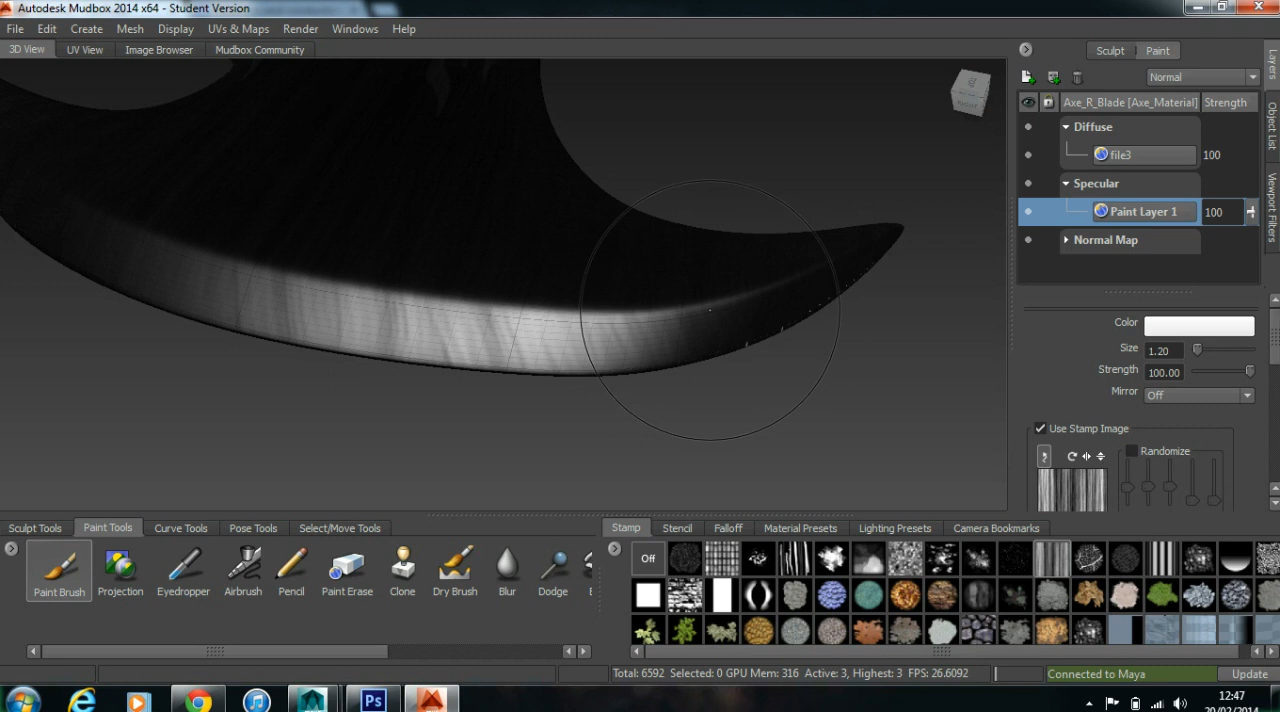 Autodesk Mudbox 2014 x64 - Student Version
File Edit Create Mesh Display UVs & Maps Render Windows Help
3D View UV View Image Browser Mudbox Community
Sculpt Paint
Normal
Axe_R_Blade [Axe_Material] Strength
Diffuse
file3 100
Specular
Paint Layer 1 100
Normal Map
Layers
Object List
Viewport Filters
RIGHT
Color
Size 1.20
Strength 100.00
Mirror Off
Use Stamp Image
Randomize
Sculpt Tools Paint Tools Curve Tools Pose Tools Select/Move Tools
Paint Brush Projection Eyedropper Airbrush Pencil Paint Erase Clone Dry Brush Blur Dodge
Stamp Stencil Falloff Material Presets Lighting Presets Camera Bookmarks
Off
Total: 6592 Selected: 0 GPU Mem: 316 Active: 3, Highest: 3 FPS: 26.6092
Connected to Maya
Update
Ps
12:47
20/02/2014